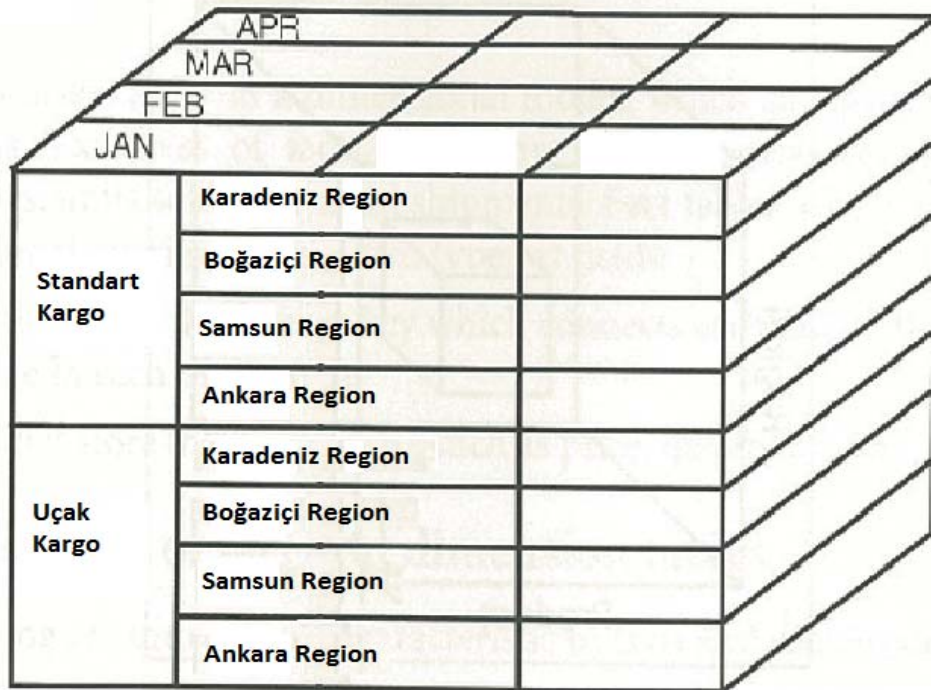 APR
MAR
FEB
JAN
Standart
Kargo
Karadeniz Region
Boğaziçi Region
Samsun Region
Ankara Region
Uçak
Kargo
Karadeniz Region
Boğaziçi Region
Samsun Region
Ankara Region